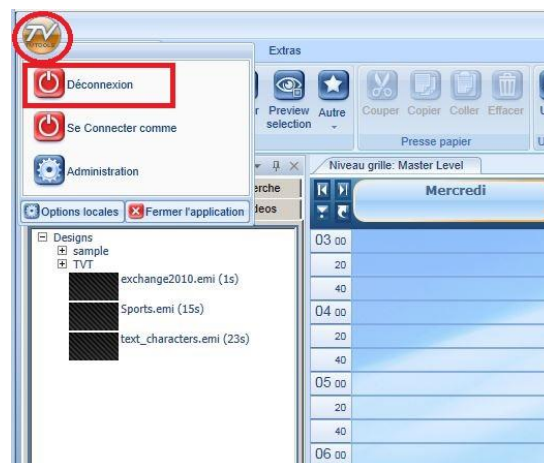 TV
TVTOOLS
Extras
Déconnexion
Se Connecter comme
Administration
Options locales
Fermer l'application
Preview
selection
Autre
Couper
Copier
Coller
Effacer
Presse papier
Niveau grille: Master Level
Mercredi
Designs
sample
TVT
exchange2010.emi (1s)
Sports.emi (15s)
text_characters.emi (23s)
03 00
20
40
04 00
20
40
05 00
20
40
06 00